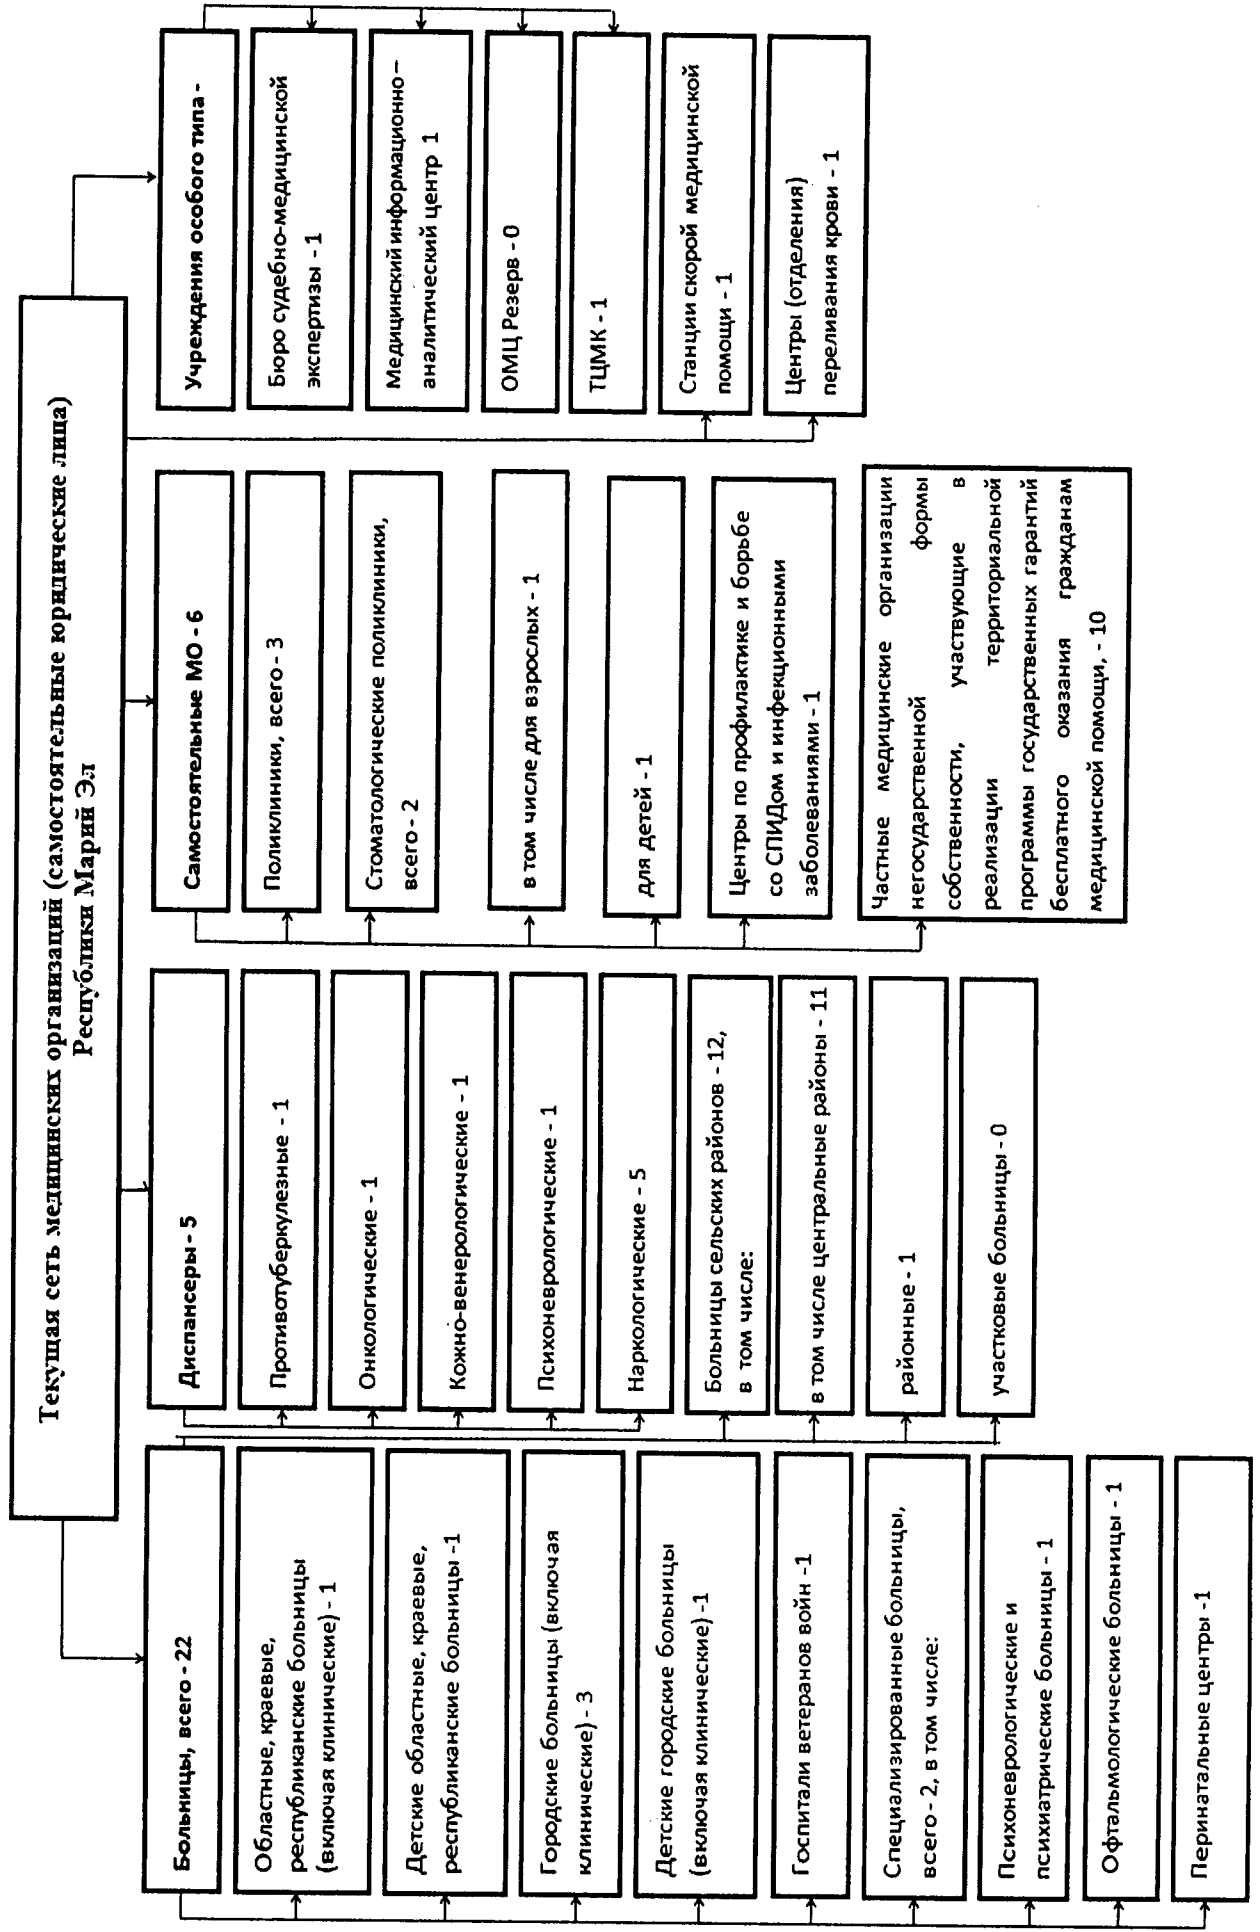 Текущая сеть медицинских организаций (самостоятельные юридические лица)
Республики Марий Эл
Больницы, всего - 22
Областные, краевые,
республиканские больницы
(включая клинические) - 1
Детские областные, краевые,
республиканские больницы -1
Городские больницы (включая
клинические) - 3
Детские городские больницы
(включая клинические) -1
Госпитали ветеранов войн -1
Специализированные больницы,
всего - 2, в том числе:
Психоневрологические и
психиатрические больницы - 1
Офтальмологические больницы - 1
Перинатальные центры -1
Диспансеры - 5
Противотуберкулезные - 1
Онкологические - 1
Кожно-венерологические - 1
Психоневрологические - 1
Наркологические - 5
Больницы сельских районов - 12,
в том числе:
в том числе центральные районы - 11
районные - 1
участковые больницы - 0
Самостоятельные МО - 6
Поликлиники, всего - 3
Стоматологические поликлиники,
всего - 2
в том числе для взрослых - 1
для детей - 1
Центры по профилактике и борьбе
со СПИДом и инфекционными
заболеваниями - 1
Частные медицинские организации
негосударственной формы
собственности, участвующие в
реализации территориальной
программы государственных гарантий
бесплатного оказания гражданам
медицинской помощи, - 10
Учреждения особого типа -
Бюро судебно-медицинской
экспертизы - 1
Медицинский информационно–
аналитический центр 1
ОМЦ Резерв - 0
ТЦМК - 1
Станции скорой медицинской
помощи - 1
Центры (отделения)
переливания крови - 1